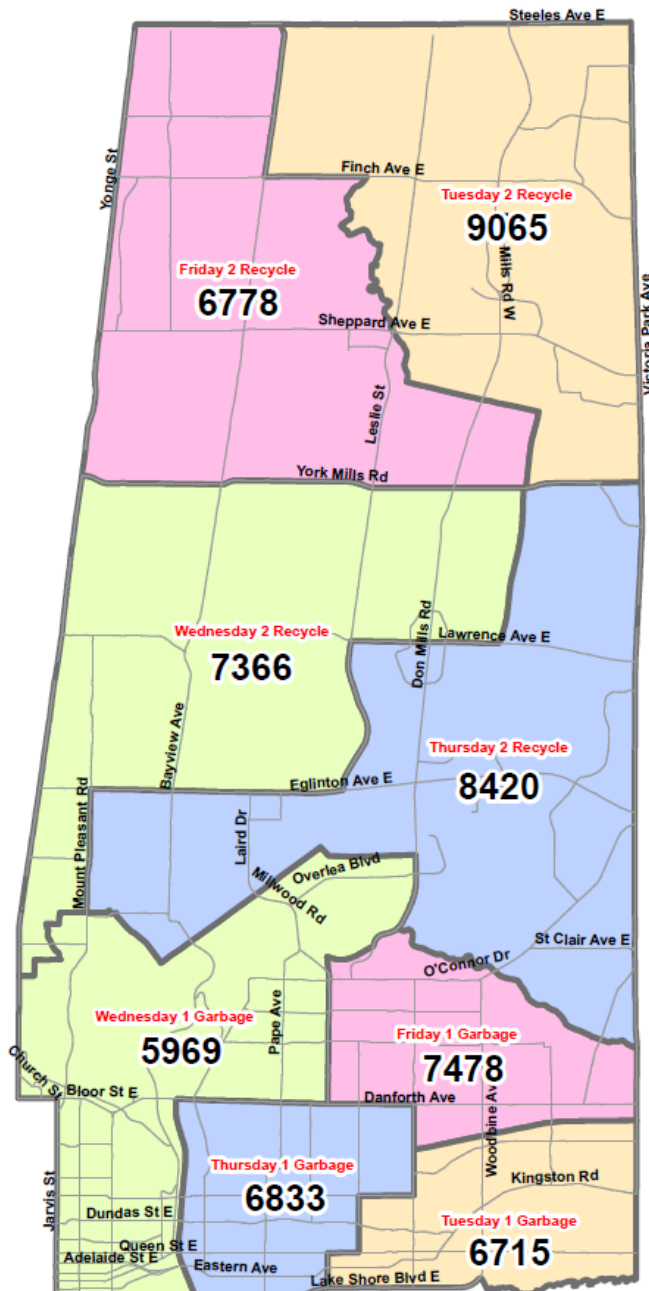 Steeles Ave E
Yonge St
Finch Ave E
Tuesday 2 Recycle
9065
Mills Rd W
Friday 2 Recycle
6778
Sheppard Ave E
Victoria Park Ave
Leslie St
York Mills Rd
Wednesday 2 Recycle
7366
Don Mills Rd
Lawrence Ave E
Bayview Ave
Thursday 2 Recycle
8420
Eglinton Ave E
Mount Pleasant Rd
Laird Dr
Overlea Blvd
Millwood Rd
St Clair Ave E
O'Connor Dr
Wednesday 1 Garbage
5969
Pape Ave
Friday 1 Garbage
7478
Church St
Bloor St E
Danforth Ave
Woodbine Av
Thursday 1 Garbage
6833
Kingston Rd
Jarvis St
Dundas St E
Tuesday 1 Garbage
6715
Queen St E
Adelaide St E
Eastern Ave
Lake Shore Blvd E